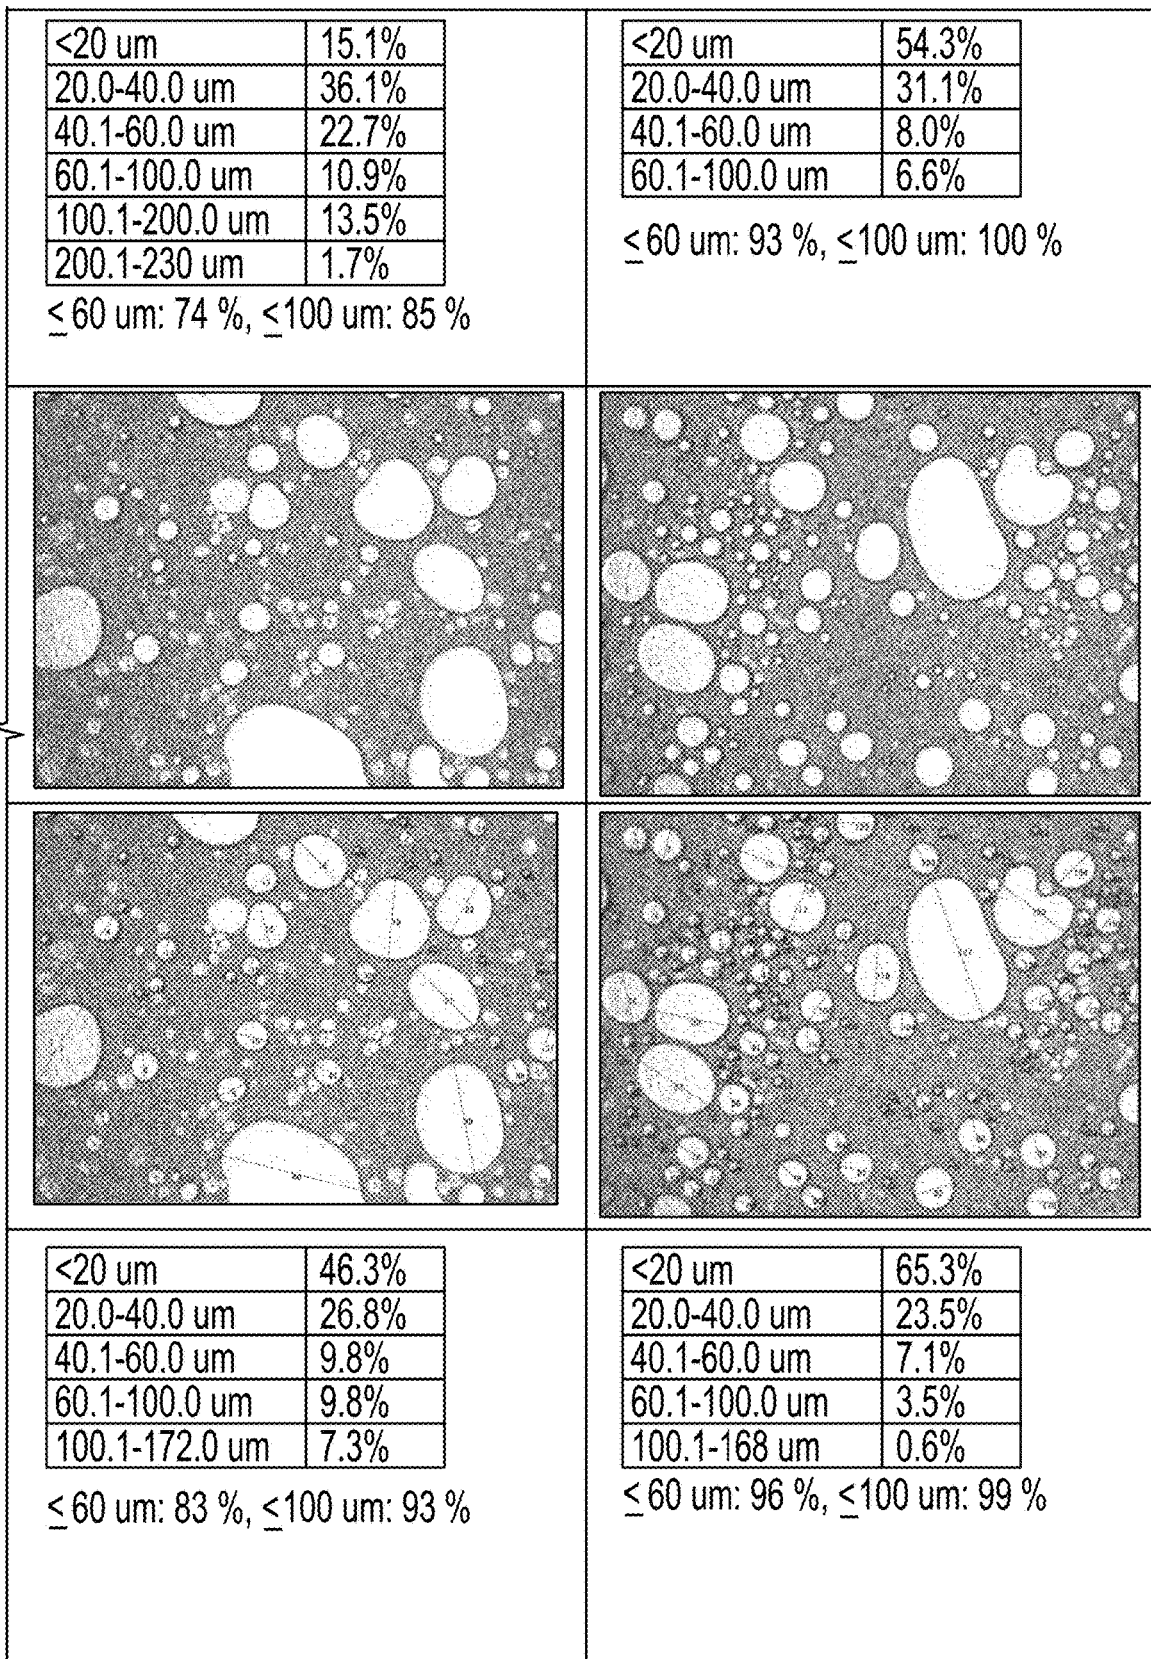 <20 um 15.1%
20.0-40.0 um 36.1%
40.1-60.0 um 22.7%
60.1-100.0 um 10.9%
100.1-200.0 um 13.5%
200.1-230 um 1.7%
≤ 60 um: 74 %, ≤100 um: 85 %
<20 um 54.3%
20.0-40.0 um 31.1%
40.1-60.0 um 8.0%
60.1-100.0 um 6.6%
≤ 60 um: 93 %, ≤100 um: 100 %
<20 um 46.3%
20.0-40.0 um 26.8%
40.1-60.0 um 9.8%
60.1-100.0 um 9.8%
100.1-172.0 um 7.3%
≤ 60 um: 83 %, ≤100 um: 93 %
<20 um 65.3%
20.0-40.0 um 23.5%
40.1-60.0 um 7.1%
60.1-100.0 um 3.5%
100.1-168 um 0.6%
≤ 60 um: 96 %, ≤100 um: 99 %